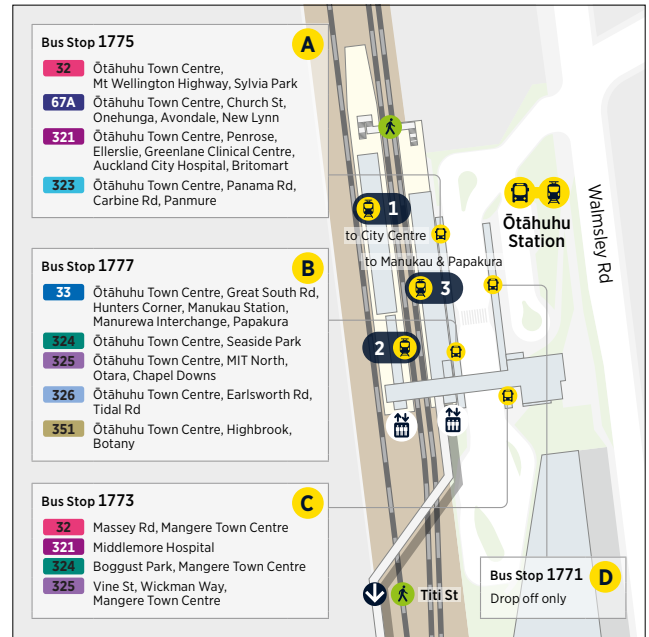 Bus Stop 1775
A
32 Ōtāhuhu Town Centre,
Mt Wellington Highway, Sylvia Park
67A Ōtāhuhu Town Centre, Church St,
Onehunga, Avondale, New Lynn
321 Ōtāhuhu Town Centre, Penrose,
Ellerslie, Greenlane Clinical Centre,
Auckland City Hospital, Britomart
323 Ōtāhuhu Town Centre, Panama Rd,
Carbine Rd, Panmure
Bus Stop 1777
B
33 Ōtāhuhu Town Centre, Great South Rd,
Hunters Corner, Manukau Station,
Manurewa Interchange, Papakura
324 Ōtāhuhu Town Centre, Seaside Park
325 Ōtāhuhu Town Centre, MIT North,
Otara, Chapel Downs
326 Ōtāhuhu Town Centre, Earlsworth Rd,
Tidal Rd
351 Ōtāhuhu Town Centre, Highbrook,
Botany
Bus Stop 1773
C
32 Massey Rd, Mangere Town Centre
321 Middlemore Hospital
324 Boggust Park, Mangere Town Centre
325 Vine St, Wickman Way,
Mangere Town Centre
1
to City Centre
to Manukau & Papakura
3
2
Ōtāhuhu
Station
Walmsley Rd
Titi St
Bus Stop 1771
D
Drop off only